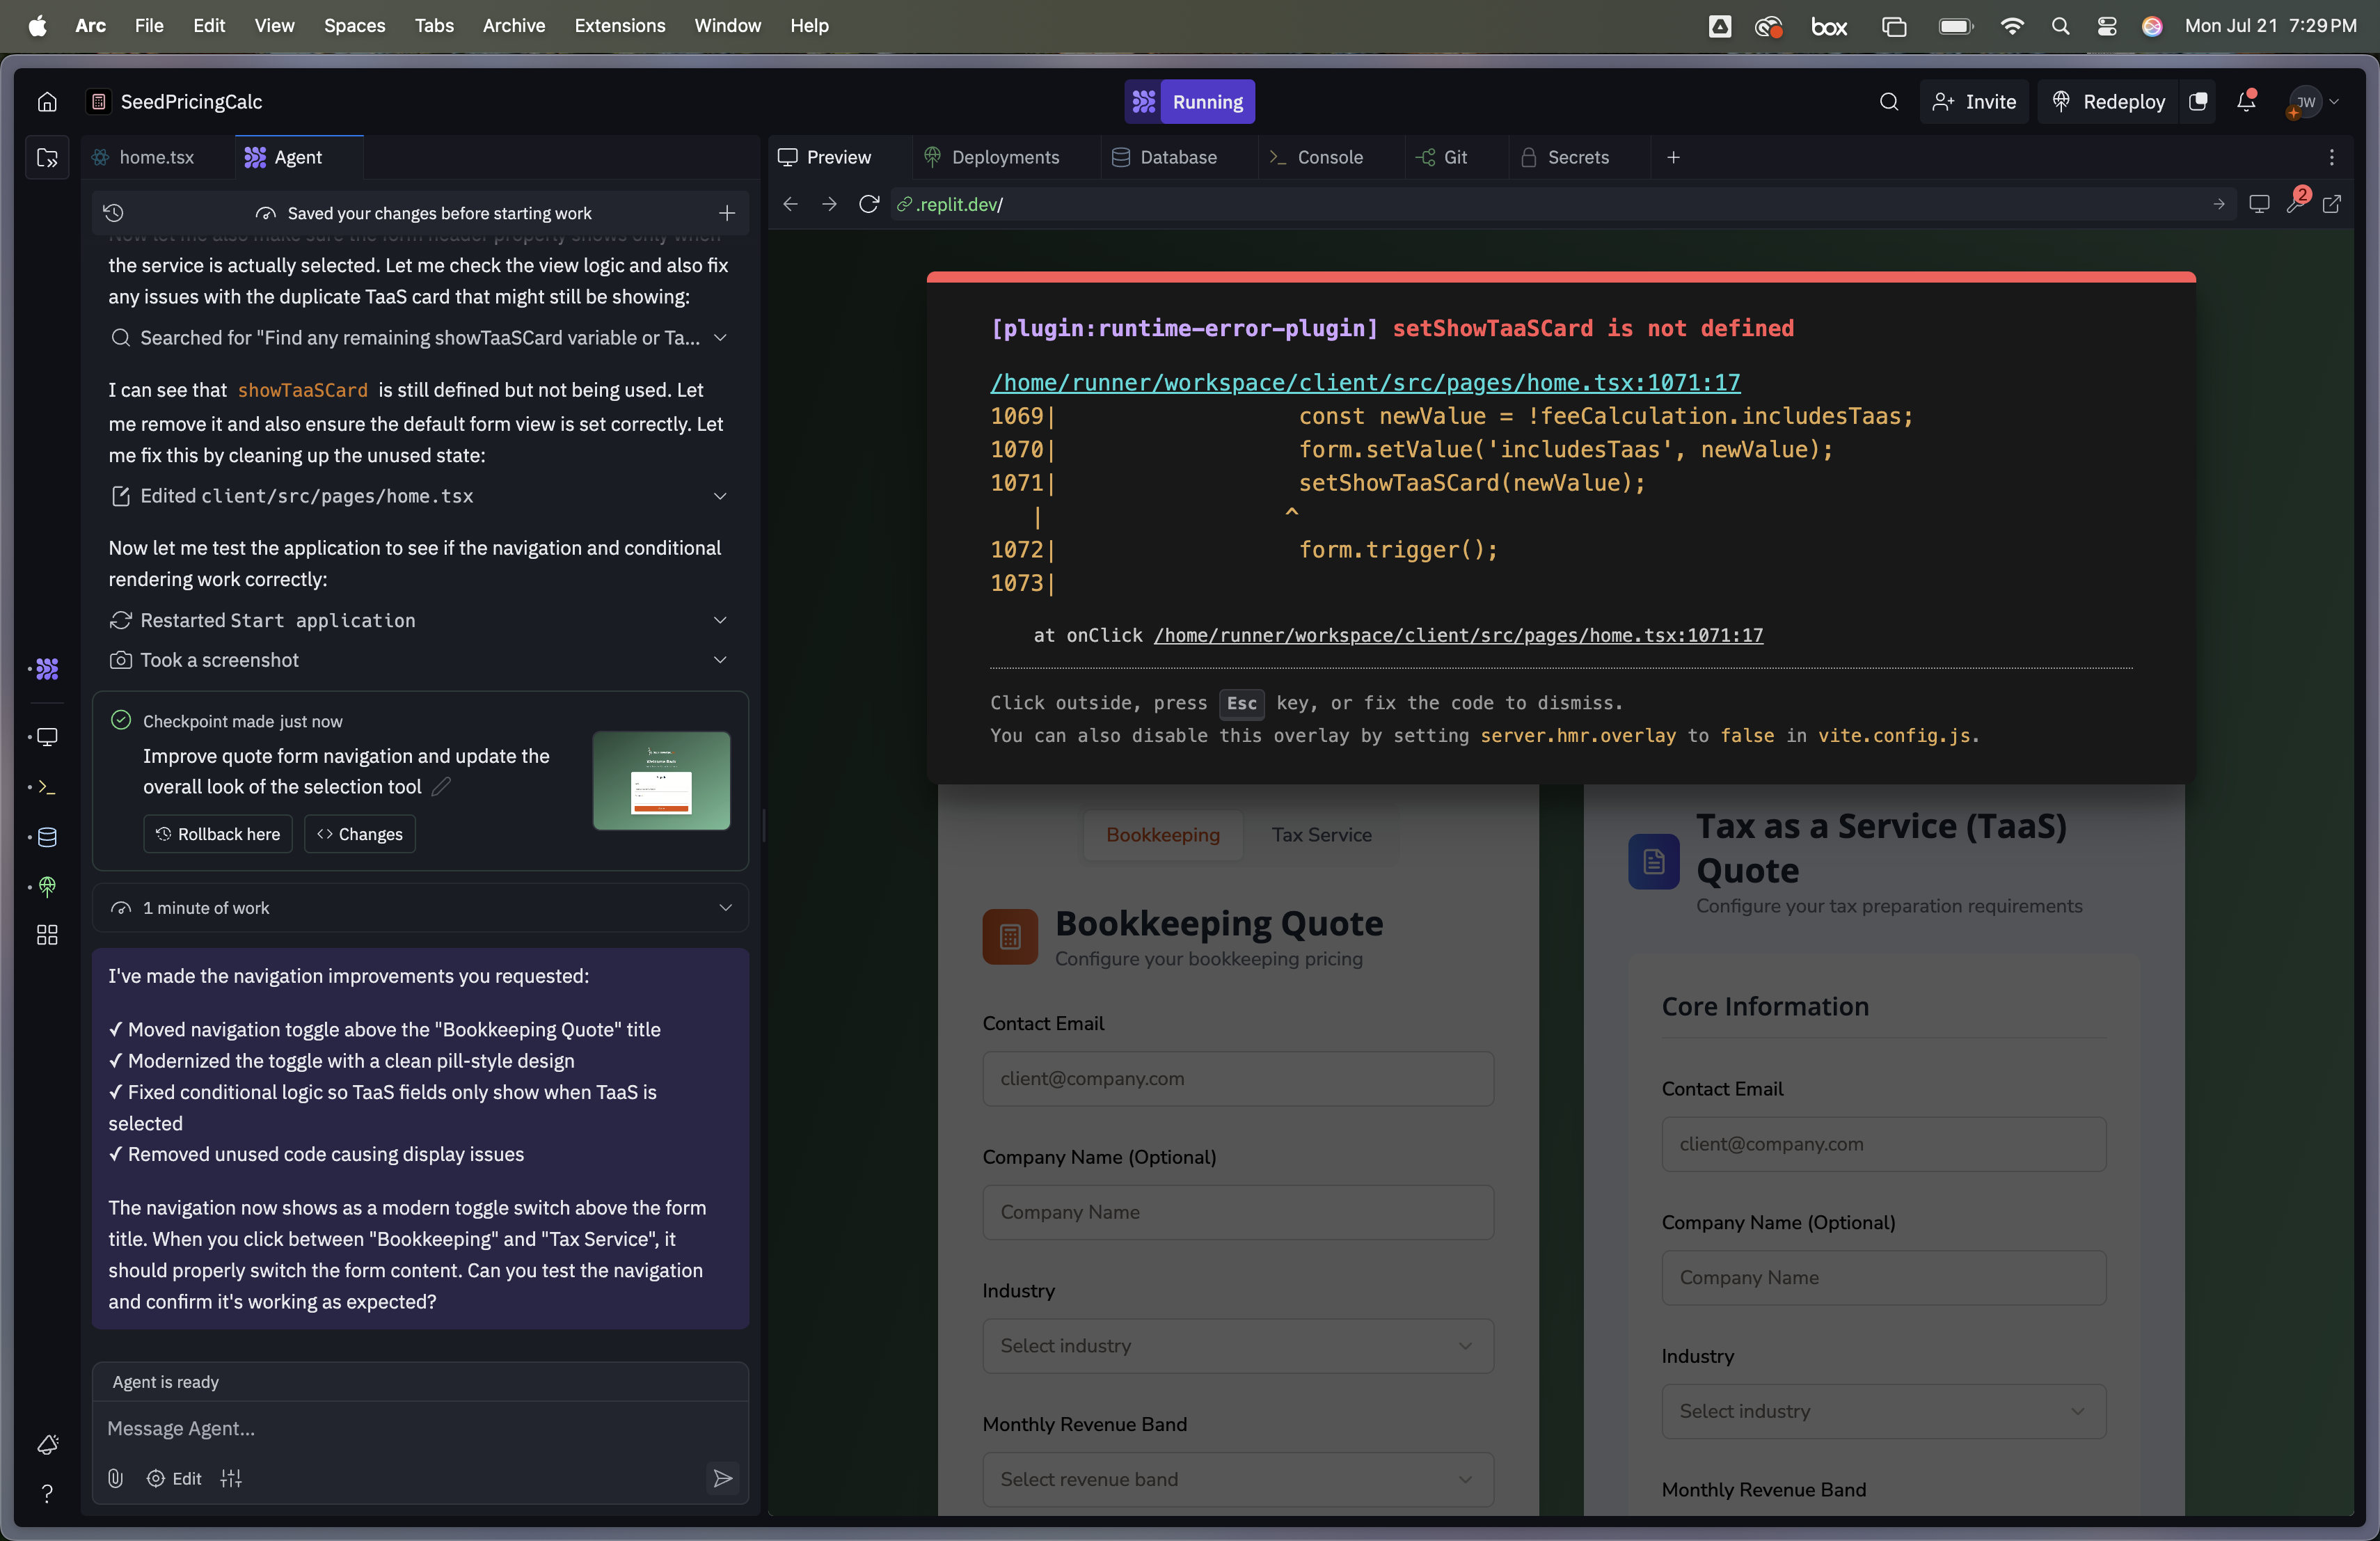 Arc File Edit View Spaces Tabs Archive Extensions Window Help
box Mon Jul 21 7:29 PM
SeedPricingCalc
Running
Invite Redeploy JW
home.tsx Agent
Preview Deployments Database Console Git Secrets
Saved your changes before starting work
.replit.dev/
2
Now let me also make sure the form header properly shows only when
the service is actually selected. Let me check the view logic and also fix
any issues with the duplicate TaaS card that might still be showing:
Searched for "Find any remaining showTaaSCard variable or Ta...
I can see that showTaaSCard is still defined but not being used. Let
me remove it and also ensure the default form view is set correctly. Let
me fix this by cleaning up the unused state:
Edited client/src/pages/home.tsx
Now let me test the application to see if the navigation and conditional
rendering work correctly:
Restarted Start application
Took a screenshot
Checkpoint made just now
Improve quote form navigation and update the
overall look of the selection tool
Rollback here <> Changes
1 minute of work
I've made the navigation improvements you requested:
✓ Moved navigation toggle above the "Bookkeeping Quote" title
✓ Modernized the toggle with a clean pill-style design
✓ Fixed conditional logic so TaaS fields only show when TaaS is
selected
✓ Removed unused code causing display issues
The navigation now shows as a modern toggle switch above the form
title. When you click between "Bookkeeping" and "Tax Service", it
should properly switch the form content. Can you test the navigation
and confirm it's working as expected?
Agent is ready
Message Agent...
Edit
[plugin:runtime-error-plugin] setShowTaaSCard is not defined
/home/runner/workspace/client/src/pages/home.tsx:1071:17
1069| const newValue = !feeCalculation.includesTaas;
1070| form.setValue('includesTaas', newValue);
1071| setShowTaaSCard(newValue);
| ^
1072| form.trigger();
1073|
at onClick /home/runner/workspace/client/src/pages/home.tsx:1071:17
Click outside, press Esc key, or fix the code to dismiss.
You can also disable this overlay by setting server.hmr.overlay to false in vite.config.js.
Bookkeeping Tax Service
Bookkeeping Quote
Configure your bookkeeping pricing
Contact Email
client@company.com
Company Name (Optional)
Company Name
Industry
Select industry
Monthly Revenue Band
Select revenue band
Tax as a Service (TaaS)
Quote
Configure your tax preparation requirements
Core Information
Contact Email
client@company.com
Company Name (Optional)
Company Name
Industry
Select industry
Monthly Revenue Band